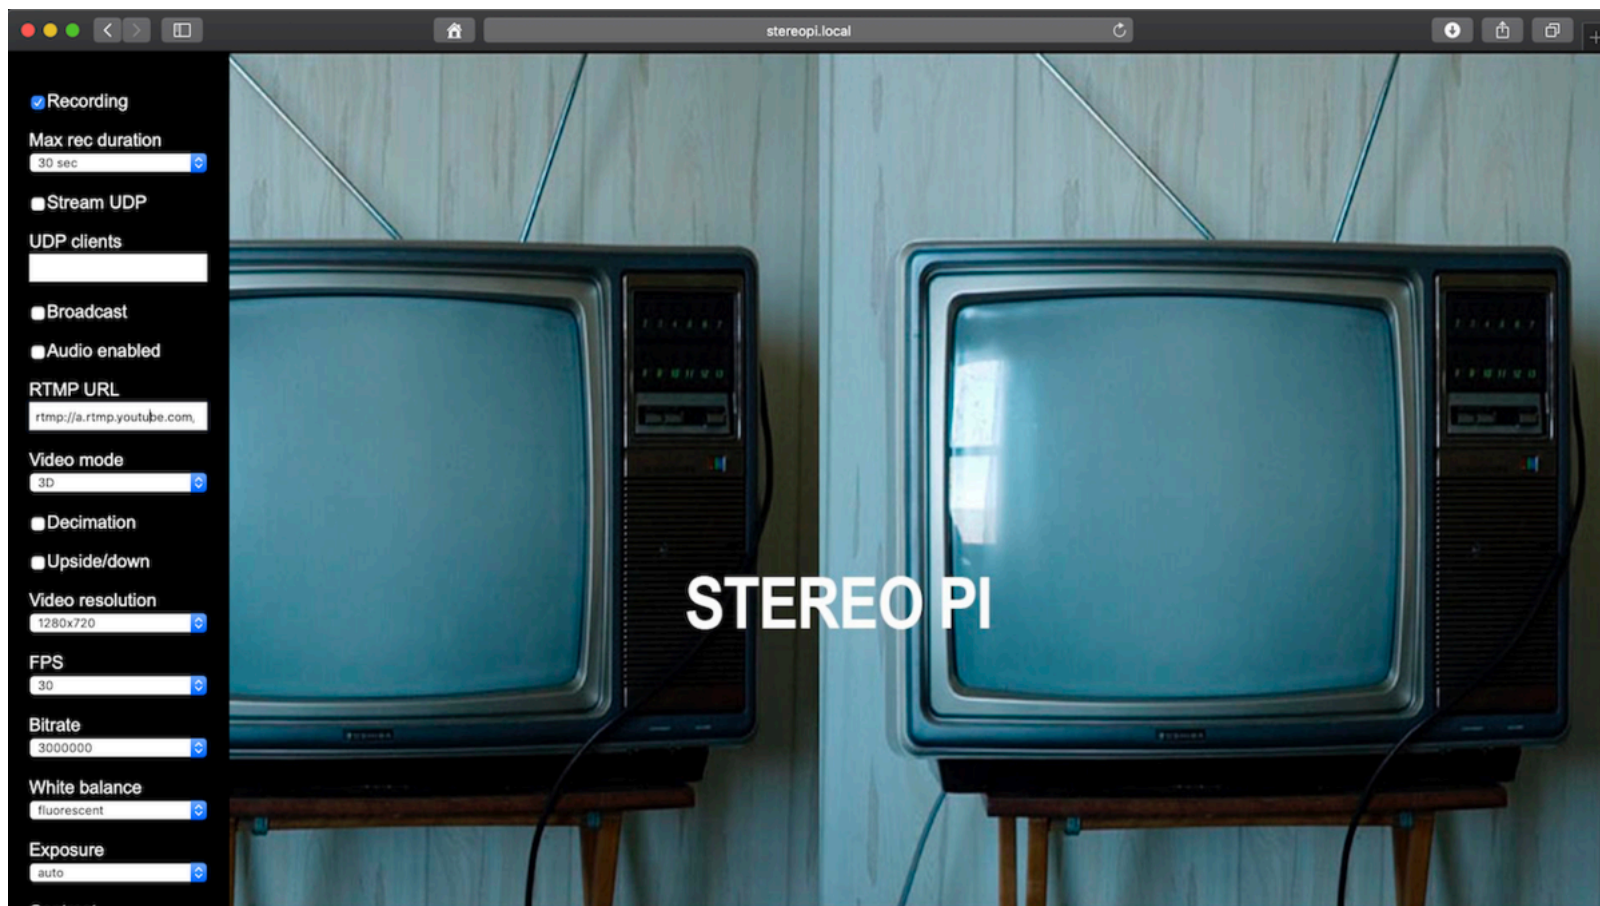 stereopi.local
Recording
Max rec duration
30 sec
Stream UDP
UDP clients
Broadcast
Audio enabled
RTMP URL
rtmp://a.rtmp.youtube.com,
Video mode
3D
Decimation
Upside/down
Video resolution
1280x720
FPS
30
Bitrate
3000000
White balance
fluorescent
Exposure
auto
STEREO PI
TOSHIBA
TOSHIBA